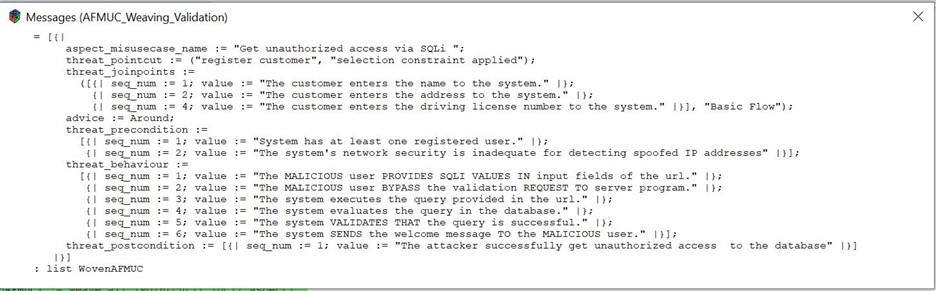 Messages (AFMUC_Weaving_Validation)
= [{|
aspect_misusecase_name := "Get unauthorized access via SQLi ";
threat_pointcut := ("register customer", "selection constraint applied");
threat_joinpoints :=
([{| seq_num := 1; value := "The customer enters the name to the system." |};
{| seq_num := 2; value := "The customer enters the address to the system." |};
{| seq_num := 4; value := "The customer enters the driving license number to the system." |}], "Basic Flow");
advice := Around;
threat_precondition :=
[{| seq_num := 1; value := "System has at least one registered user." |};
{| seq_num := 2; value := "The system's network security is inadequate for detecting spoofed IP addresses" |}];
threat_behaviour :=
[{| seq_num := 1; value := "The MALICIOUS user PROVIDES SQLI VALUES IN input fields of the url." |};
{| seq_num := 2; value := "The MALICIOUS user BYPASS the validation REQUEST TO server program." |};
{| seq_num := 3; value := "The system executes the query provided in the url." |};
{| seq_num := 4; value := "The system evaluates the query in the database." |};
{| seq_num := 5; value := "The system VALIDATES THAT the query is successful." |};
{| seq_num := 6; value := "The system SENDS the welcome message TO the MALICIOUS user." |}];
threat_postcondition := [{| seq_num := 1; value := "The attacker successfully get unauthorized access  to the database" |}]
|}]
: list WovenAFMUC